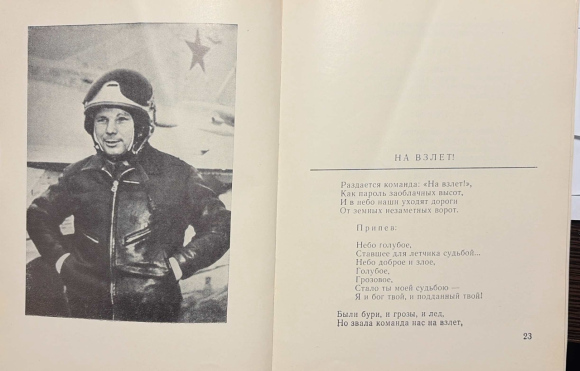 НА ВЗЛЕТ!
Раздается команда: «На взлет!»,
Как пароль заоблачных высот,
И в небо наши уходят дороги
От земных незаметных ворот.
Припев:
Небо голубое,
Ставшее для летчика судьбой...
Небо доброе и злое,
Голубое,
Грозовое,
Стало ты моей судьбою —
Я и бог твой, и подданный твой!
Были бури, и грозы, и лед,
Но звала команда нас на взлет,
23